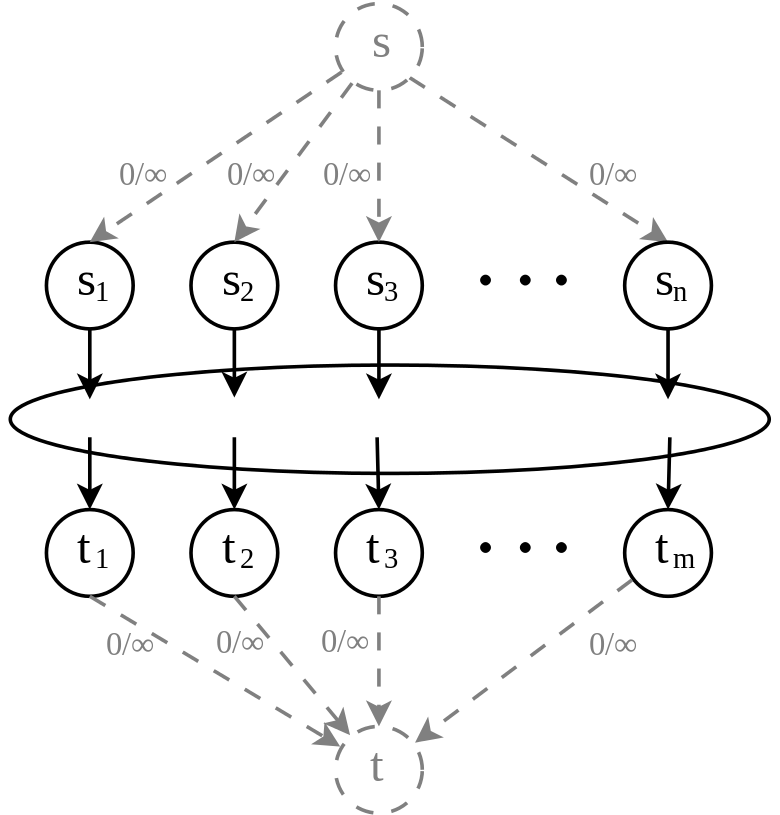 s
0/∞ 0/∞ 0/∞ 0/∞
s₁ s₂ s₃ • • • sₙ
t₁ t₂ t₃ • • • tₘ
0/∞ 0/∞ 0/∞ 0/∞
t